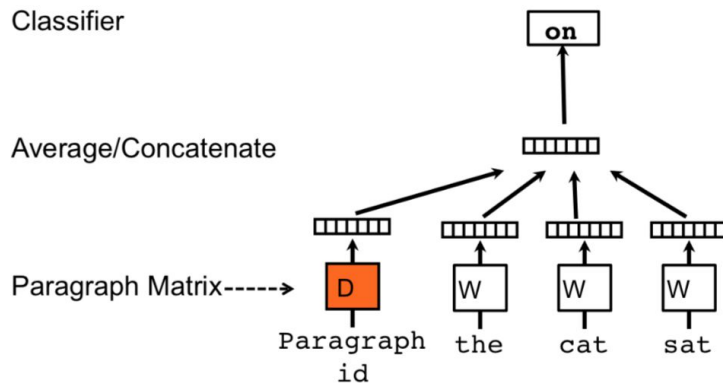 Classifier
on
Average/Concatenate
Paragraph Matrix
D
W
W
W
Paragraph
id
the
cat
sat